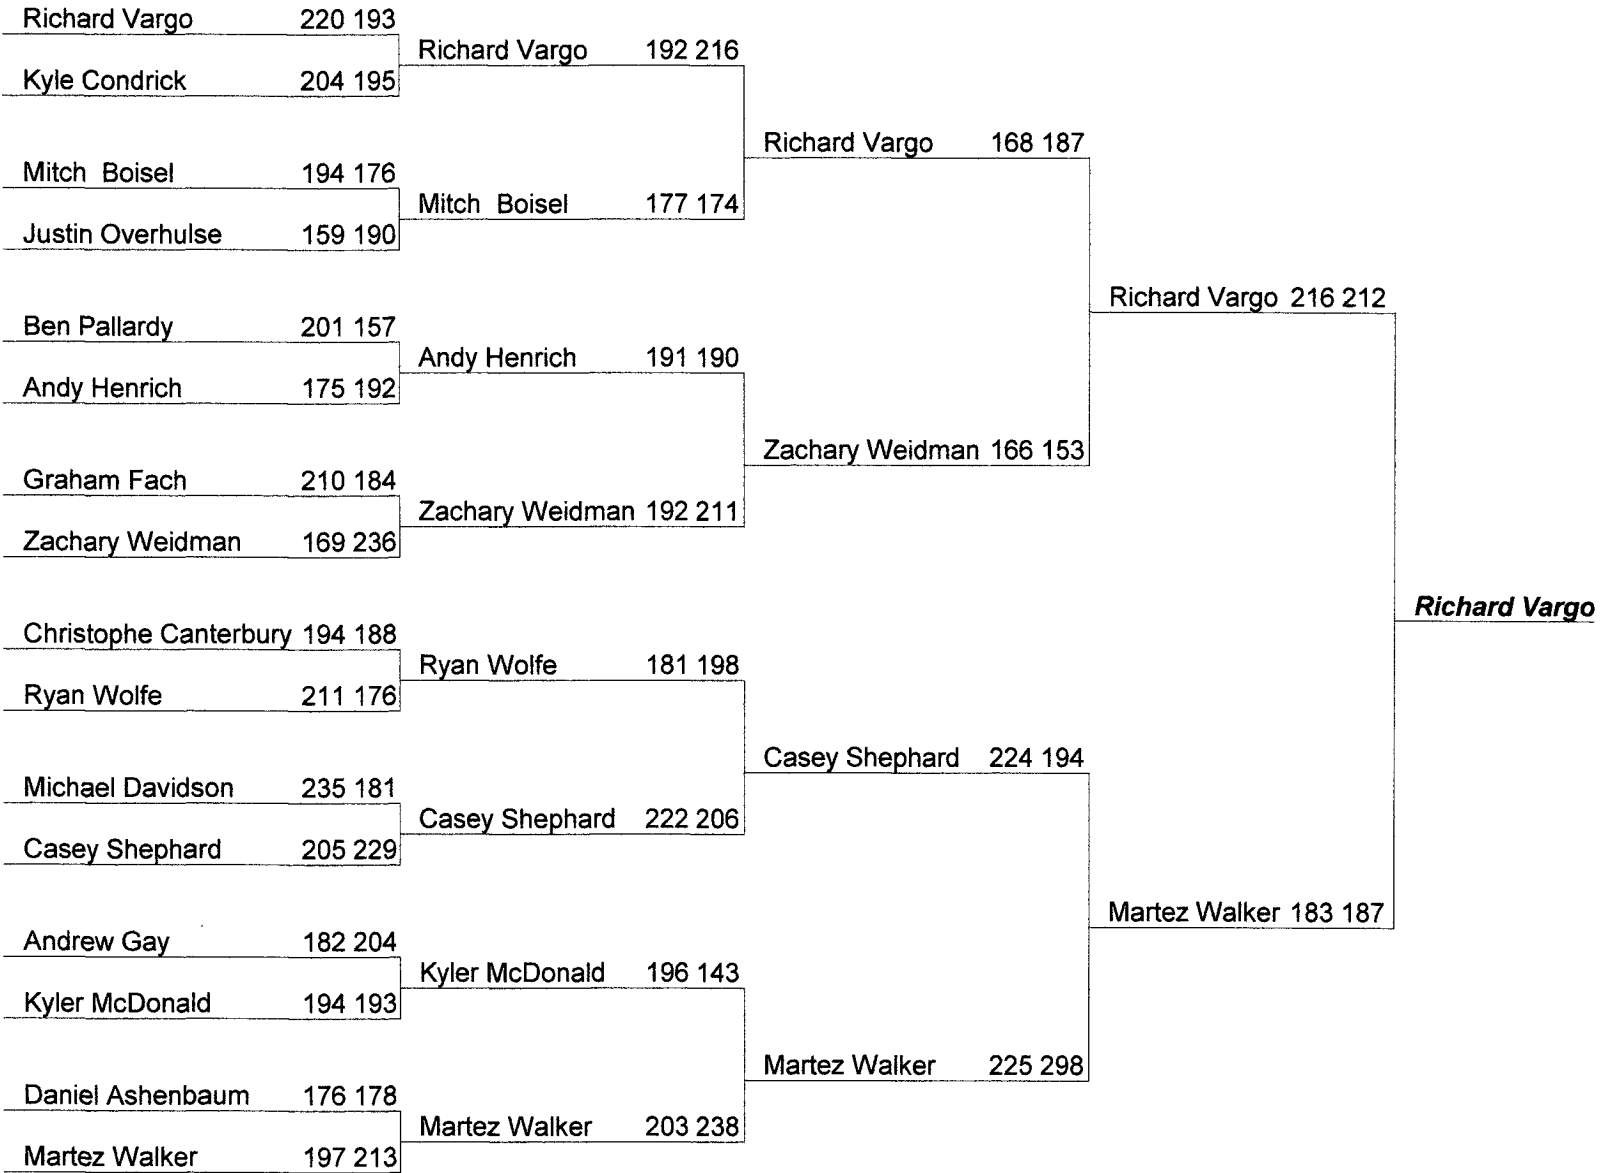 Richard Vargo 220 193
Kyle Condrick 204 195
Mitch Boisel 194 176
Justin Overhulse 159 190
Ben Pallardy 201 157
Andy Henrich 175 192
Graham Fach 210 184
Zachary Weidman 169 236
Christophe Canterbury 194 188
Ryan Wolfe 211 176
Michael Davidson 235 181
Casey Shephard 205 229
Andrew Gay 182 204
Kyler McDonald 194 193
Daniel Ashenbaum 176 178
Martez Walker 197 213
Richard Vargo 192 216
Mitch Boisel 177 174
Andy Henrich 191 190
Zachary Weidman 192 211
Ryan Wolfe 181 198
Casey Shephard 222 206
Kyler McDonald 196 143
Martez Walker 203 238
Richard Vargo 168 187
Zachary Weidman 166 153
Casey Shephard 224 194
Martez Walker 225 298
Richard Vargo 216 212
Martez Walker 183 187
Richard Vargo